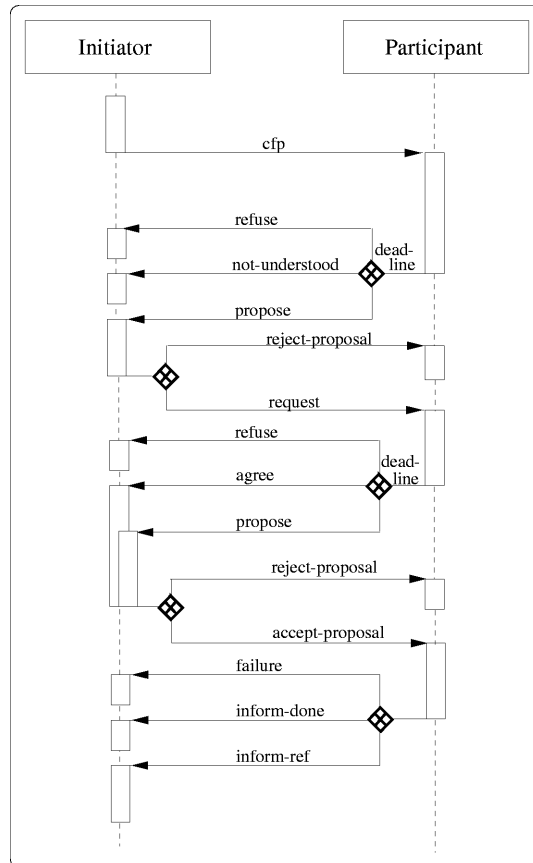 Initiator
Participant
cfp
refuse
dead-
line
not-understood
propose
reject-proposal
request
refuse
dead-
line
agree
propose
reject-proposal
accept-proposal
failure
inform-done
inform-ref